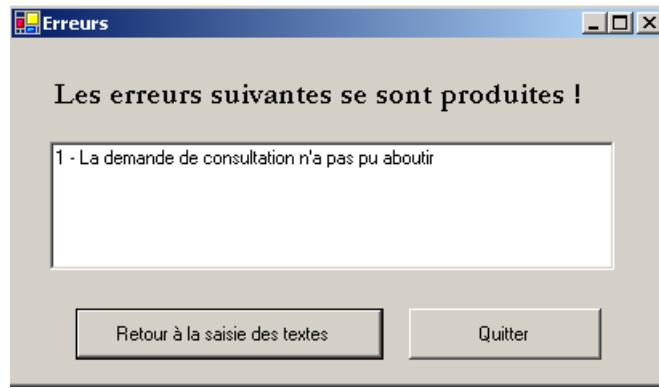 Erreurs
Les erreurs suivantes se sont produites !
1 - La demande de consultation n'a pas pu aboutir
Retour à la saisie des textes
Quitter